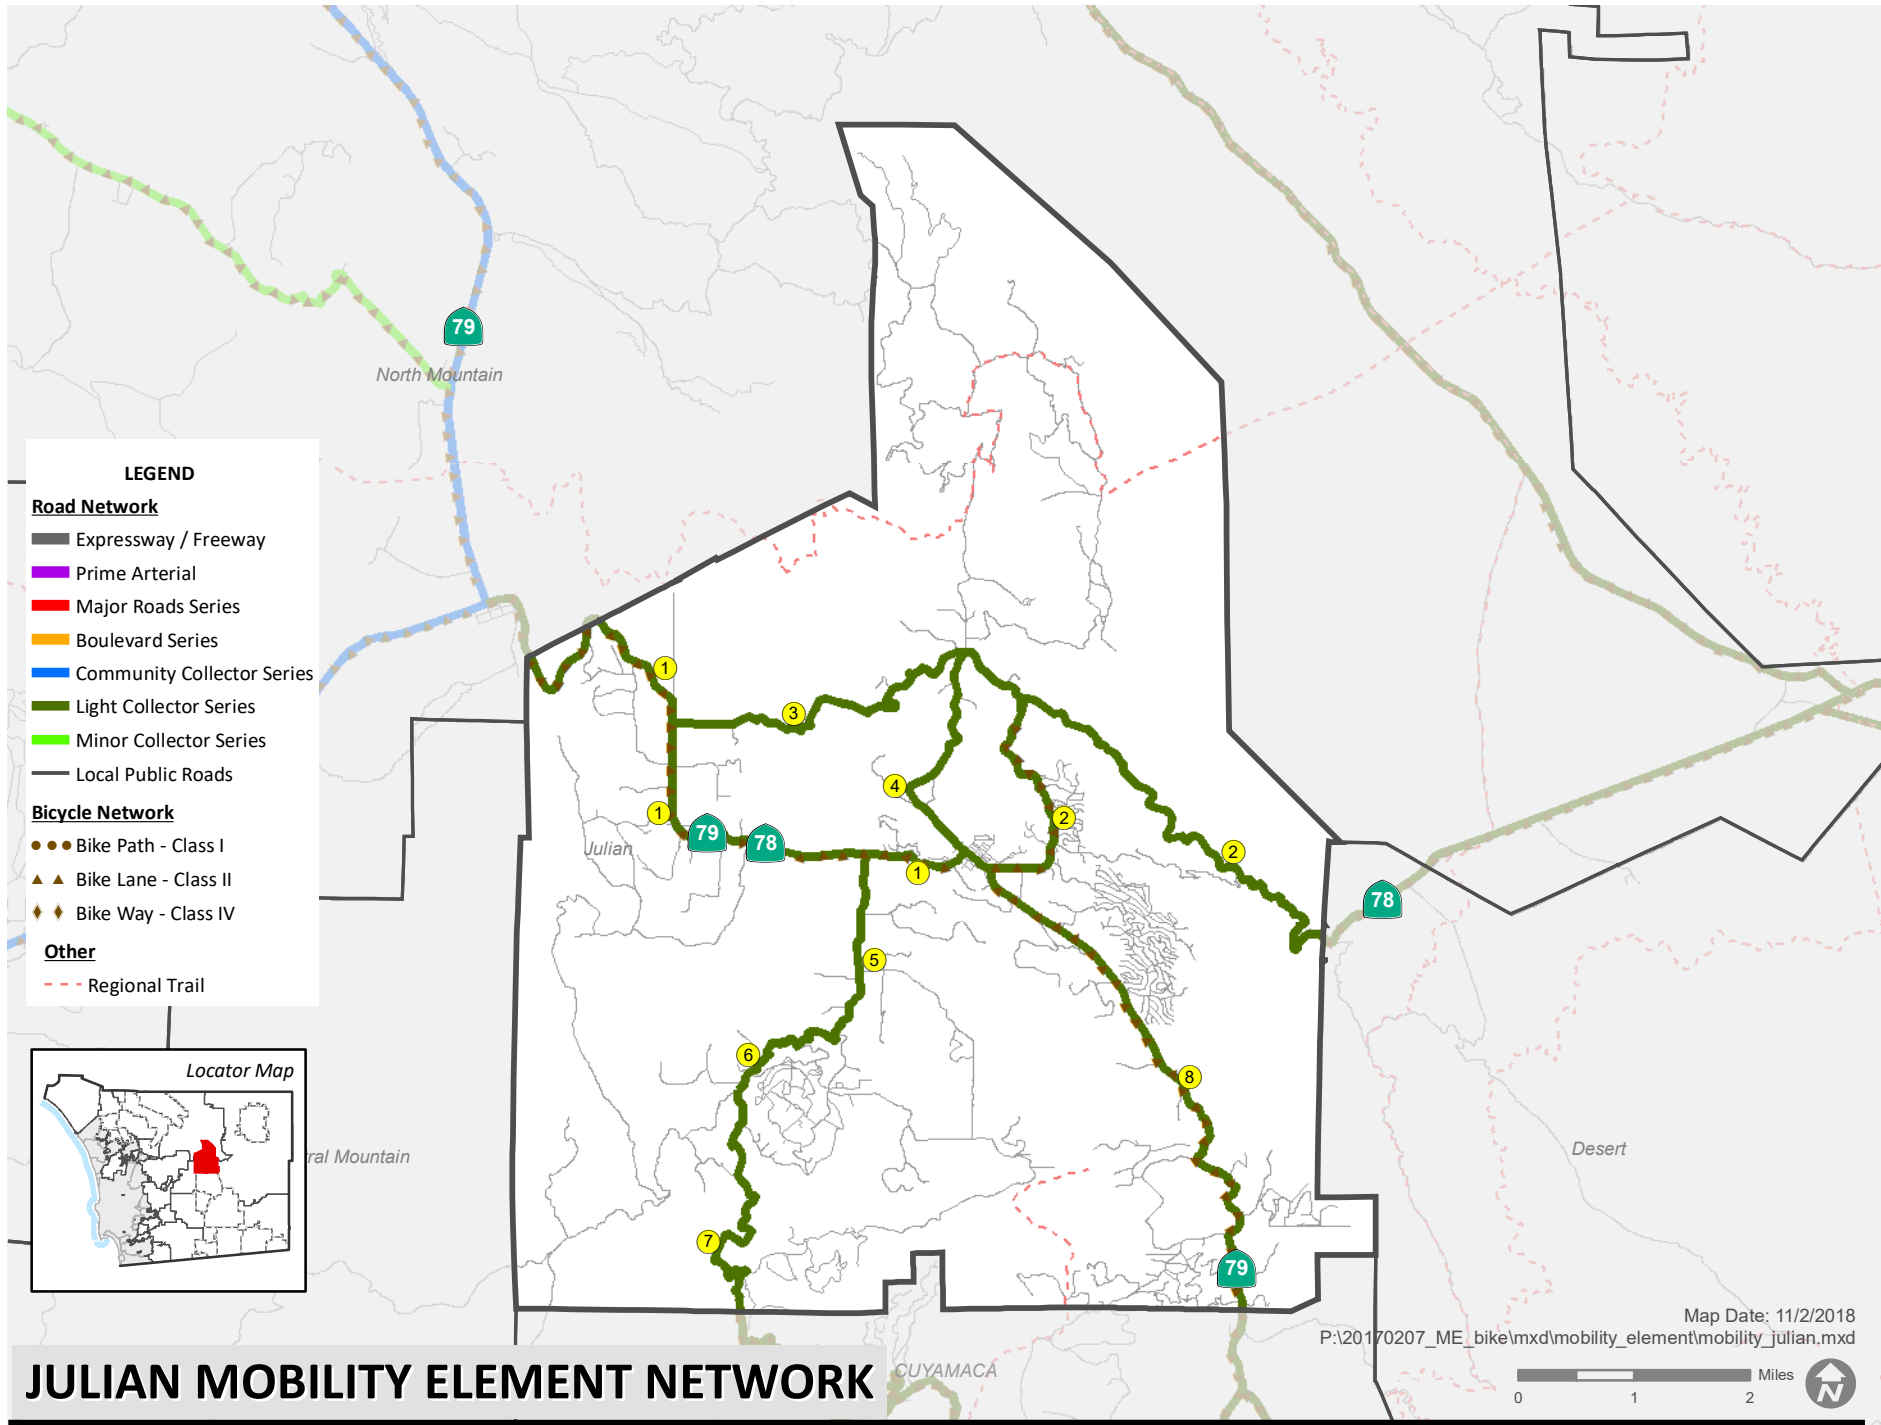 79
North Mountain
LEGEND
Road Network
Expressway / Freeway
Prime Arterial
Major Roads Series
Boulevard Series
Community Collector Series
Light Collector Series
Minor Collector Series
Local Public Roads
Bicycle Network
Bike Path - Class I
Bike Lane - Class II
Bike Way - Class IV
Other
Regional Trail
1
3
4
2
1
79
78
Julian
1
2
78
5
6
8
7
79
Locator Map
ral Mountain
Desert
CUYAMACA
Map Date: 11/2/2018
P:\20170207_ME_bike\mxd\mobility_element\mobility_julian.mxd
Miles
0 1 2
N
JULIAN MOBILITY ELEMENT NETWORK